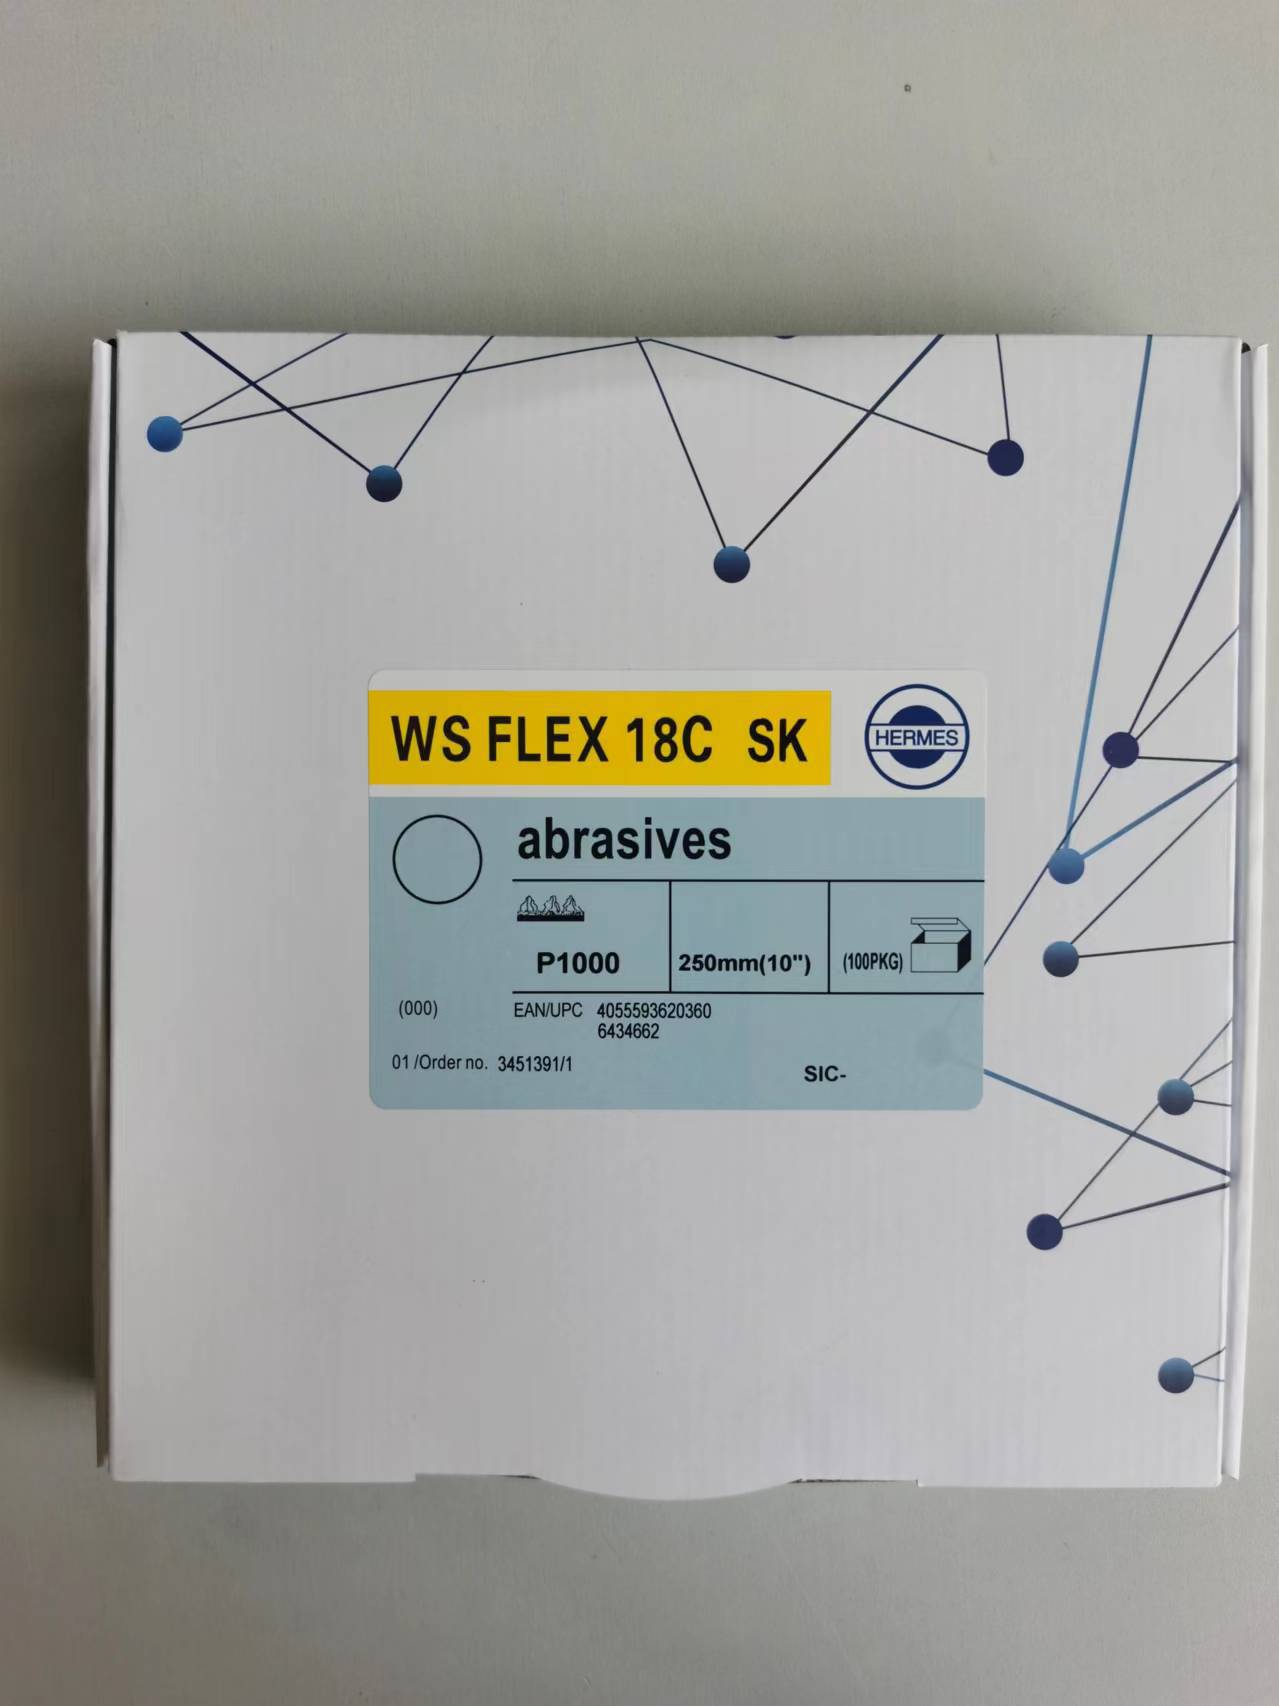 WS FLEX 18C SK
HERMES
abrasives
P1000
250mm(10")
(100PKG)
(000)
EAN/UPC 4055593620360
6434662
01 /Order no. 3451391/1
SIC-